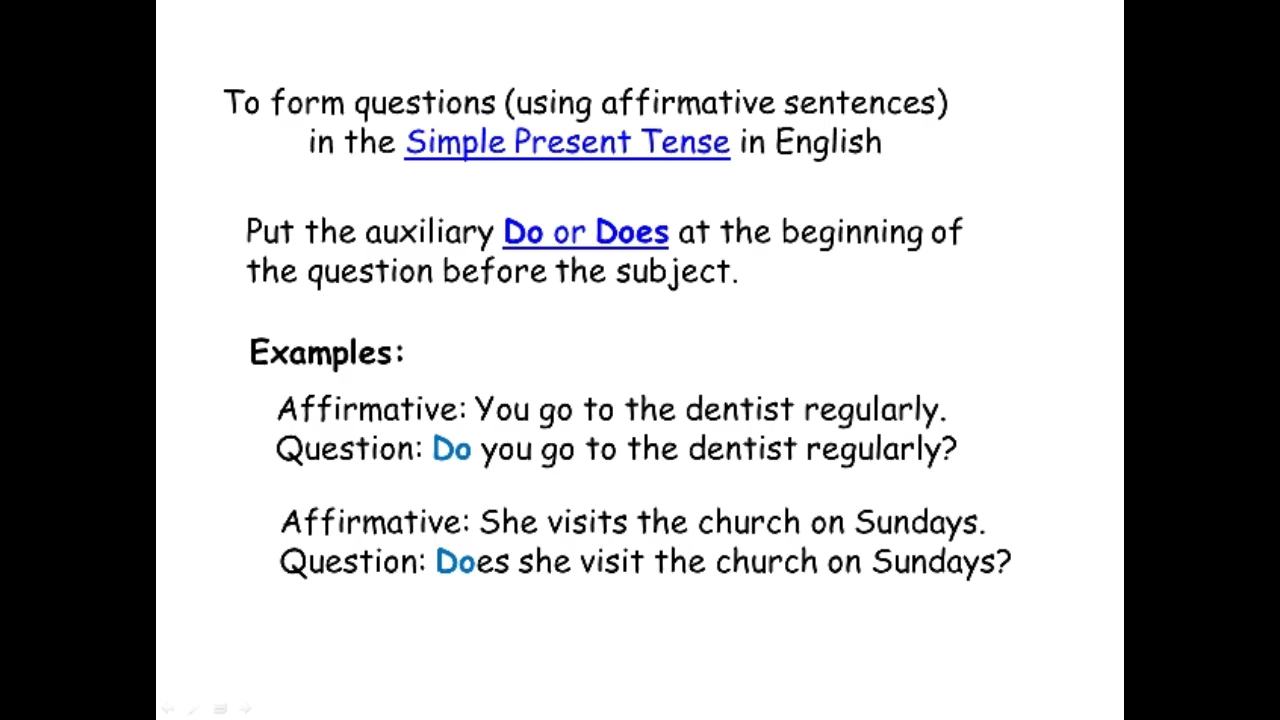 To form questions (using affirmative sentences)
in the Simple Present Tense in English
Put the auxiliary Do or Does at the beginning of
the question before the subject.
Examples:
Affirmative: You go to the dentist regularly.
Question: Do you go to the dentist regularly?
Affirmative: She visits the church on Sundays.
Question: Does she visit the church on Sundays?